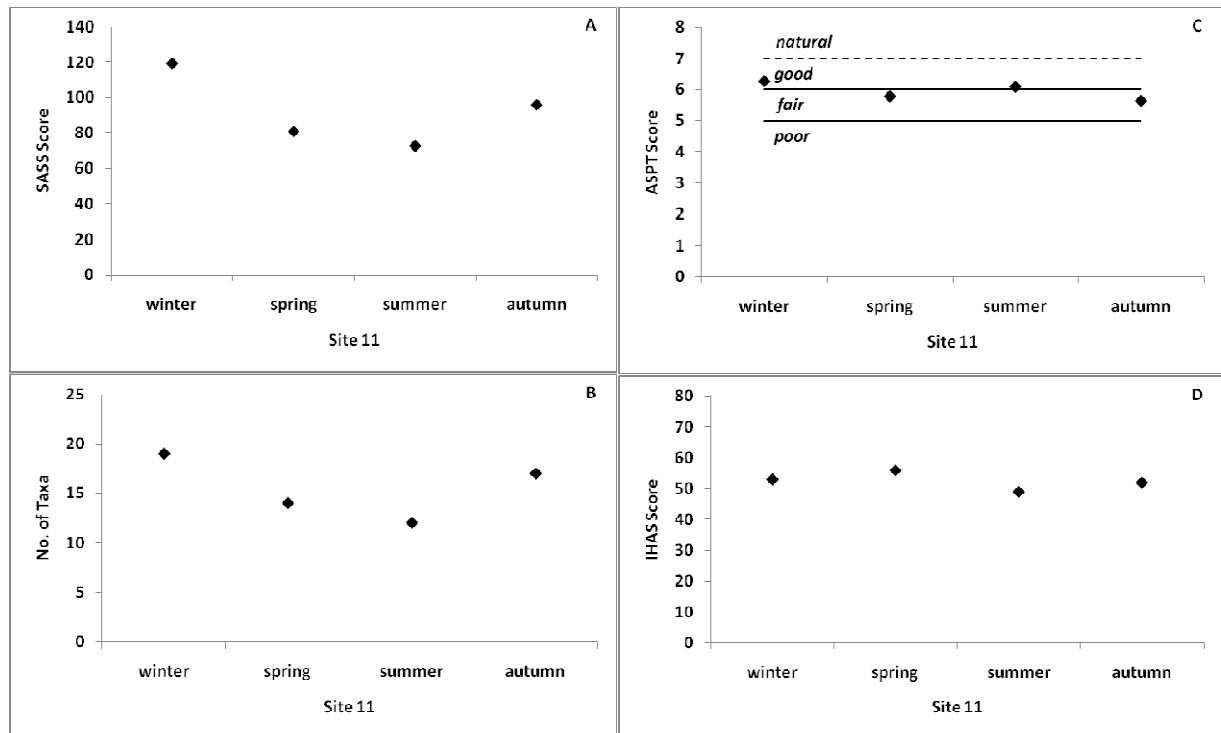 A
SASS Score
140
120
100
80
60
40
20
0
winter spring summer autumn
Site 11
C
ASPT Score
8
7
6
5
4
3
2
1
0
natural
good
fair
poor
winter spring summer autumn
Site 11
B
No. of Taxa
25
20
15
10
5
0
winter spring summer autumn
Site 11
D
IHAS Score
80
70
60
50
40
30
20
10
0
winter spring summer autumn
Site 11